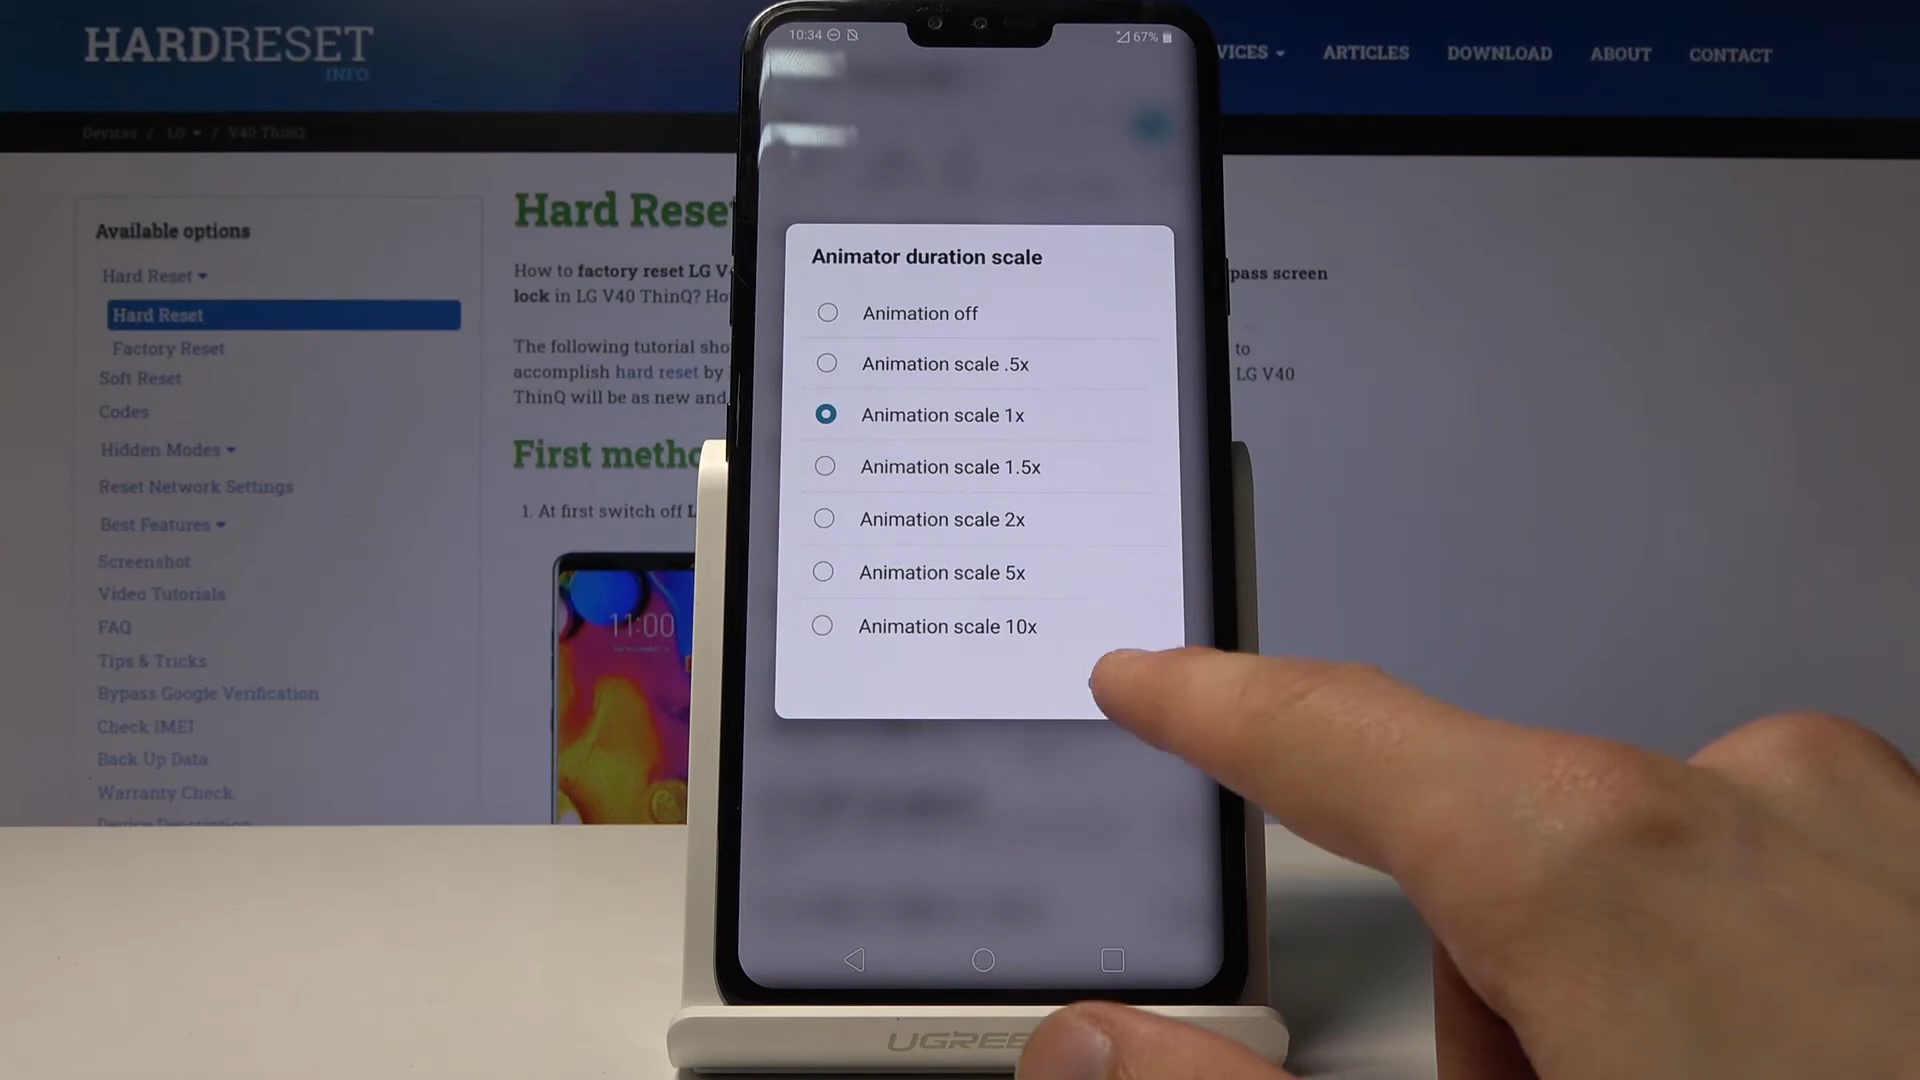 HARDRESET
INFO
VICES
ARTICLES
DOWNLOAD
ABOUT
CONTACT
Devices / LG / V40 ThinQ
Available options
Hard Reset
Hard Reset
Factory Reset
Soft Reset
Codes
Hidden Modes
Reset Network Settings
Best Features
Screenshot
Video Tutorials
FAQ
Tips & Tricks
Bypass Google Verification
Check IMEI
Back Up Data
Warranty Check
Device Description
Hard Reset
How to factory reset LG V
pass screen
lock in LG V40 ThinQ? Ho
The following tutorial sho
to
accomplish hard reset by
LG V40
ThinQ will be as new and
First metho
1. At first switch off L
11:00
10:34
67%
Animator duration scale
Animation off
Animation scale .5x
Animation scale 1x
Animation scale 1.5x
Animation scale 2x
Animation scale 5x
Animation scale 10x
UGREE